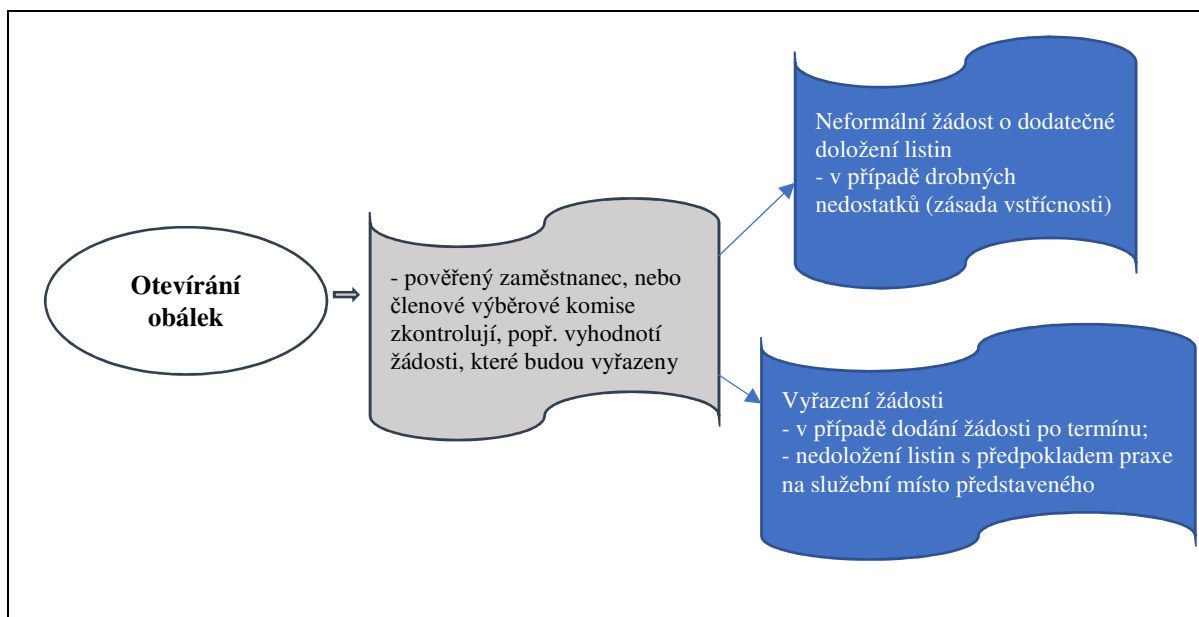 Otevírání
obálek
- pověřený zaměstnanec, nebo
členové výběrové komise
zkontrolují, popř. vyhodnotí
žádosti, které budou vyřazeny
Neformální žádost o dodatečné
doložení listin
- v případě drobných
nedostatků (zásada vstřícnosti)
Vyřazení žádosti
- v případě dodání žádosti po termínu;
- nedoložení listin s předpokladem praxe
na služební místo představeného